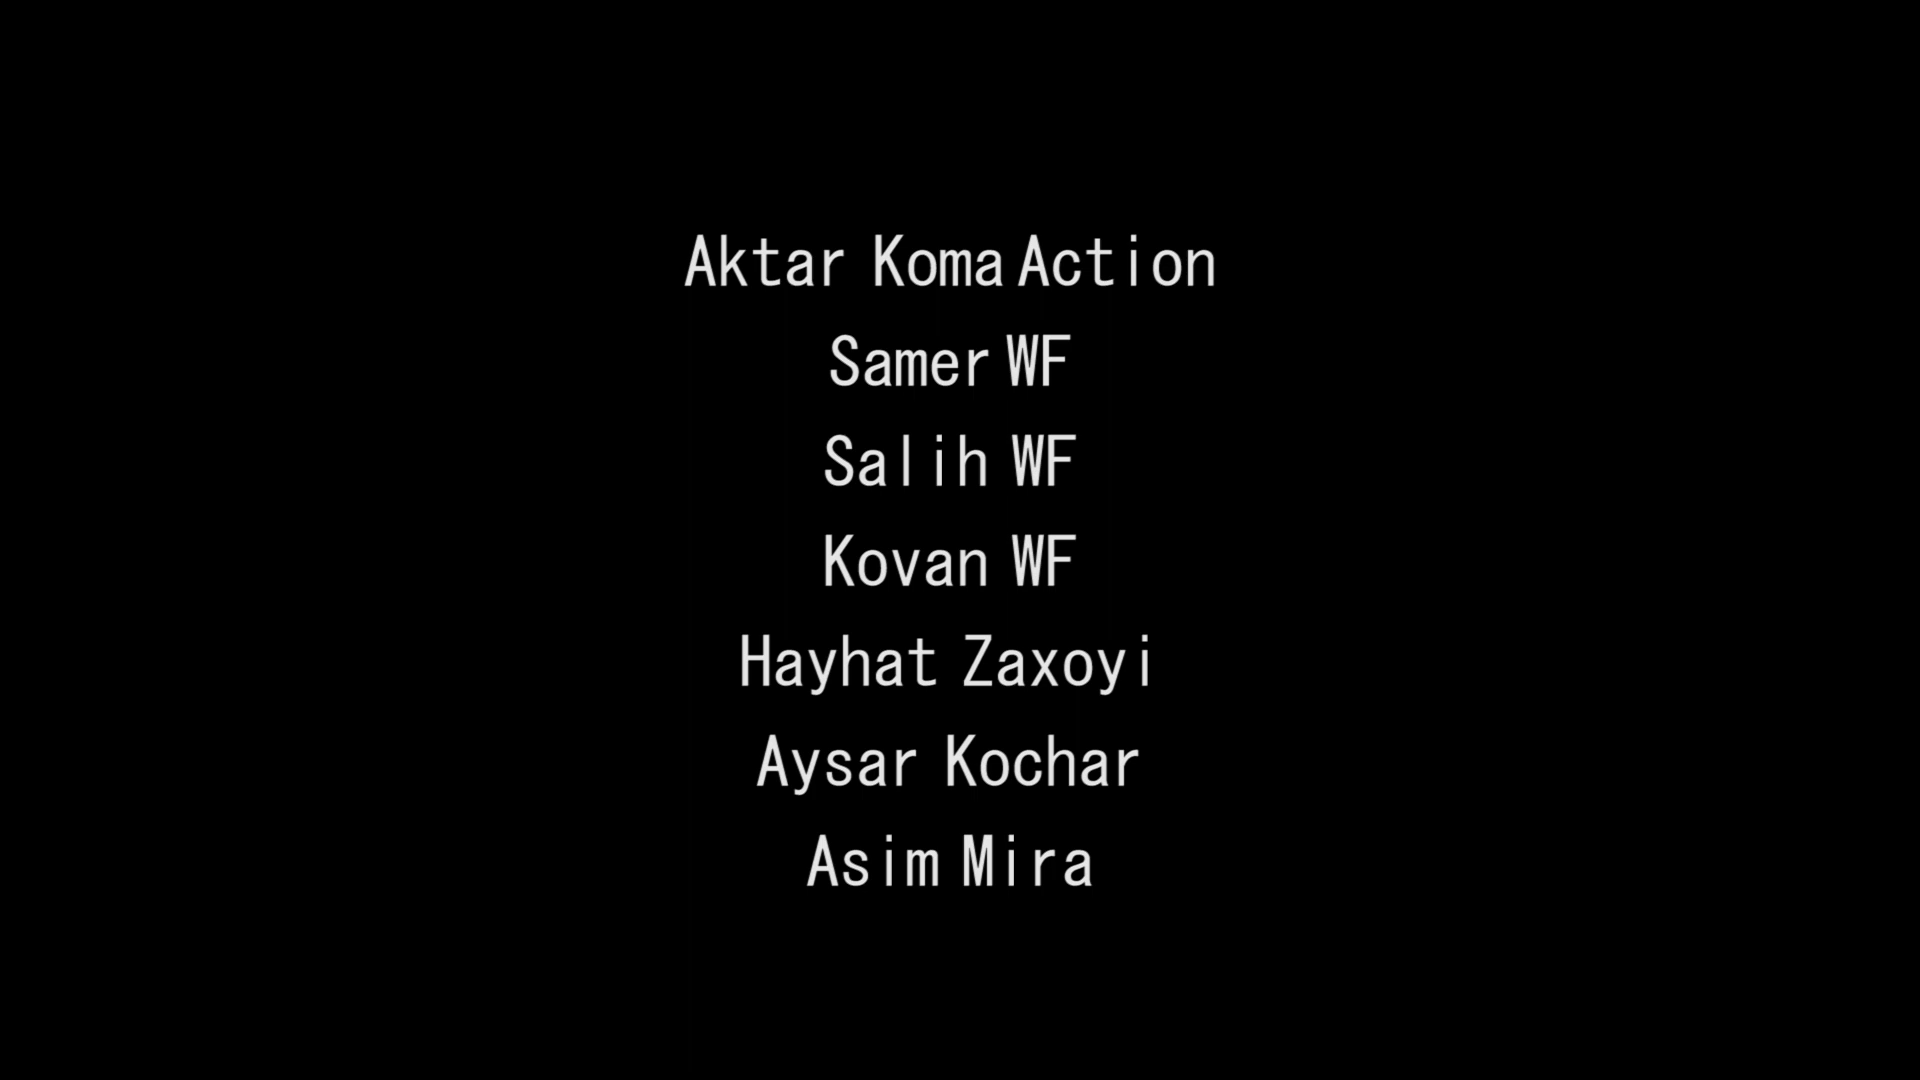 Aktar Koma Action
Samer WF
Salih WF
Kovan WF
Hayhat Zaxoyi
Aysar Kochar
Asim Mira